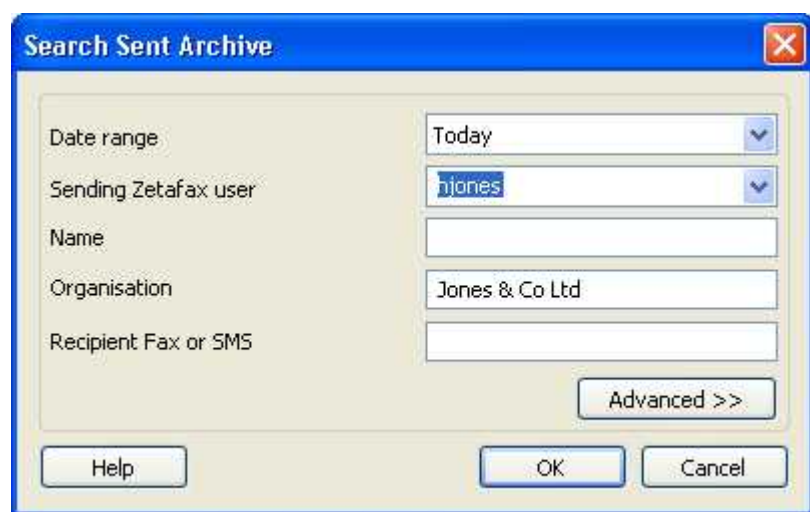 Search Sent Archive
Date range Today
Sending Zetafax user njones
Name
Organisation Jones & Co Ltd
Recipient Fax or SMS
Advanced >>
Help OK Cancel